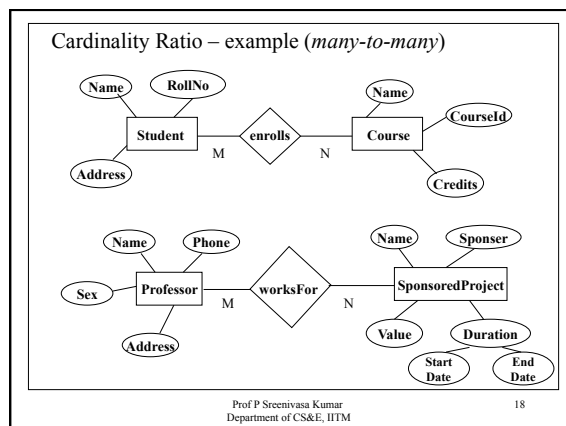 Cardinality Ratio – example (many-to-many)
Name
RollNo
Name
CourseId
Student
enrolls
Course
M
N
Address
Credits
Name
Phone
Name
Sponser
Sex
Professor
worksFor
SponsoredProject
M
N
Address
Value
Duration
Start
Date
End
Date
Prof P Sreenivasa Kumar
Department of CS&E, IITM
18